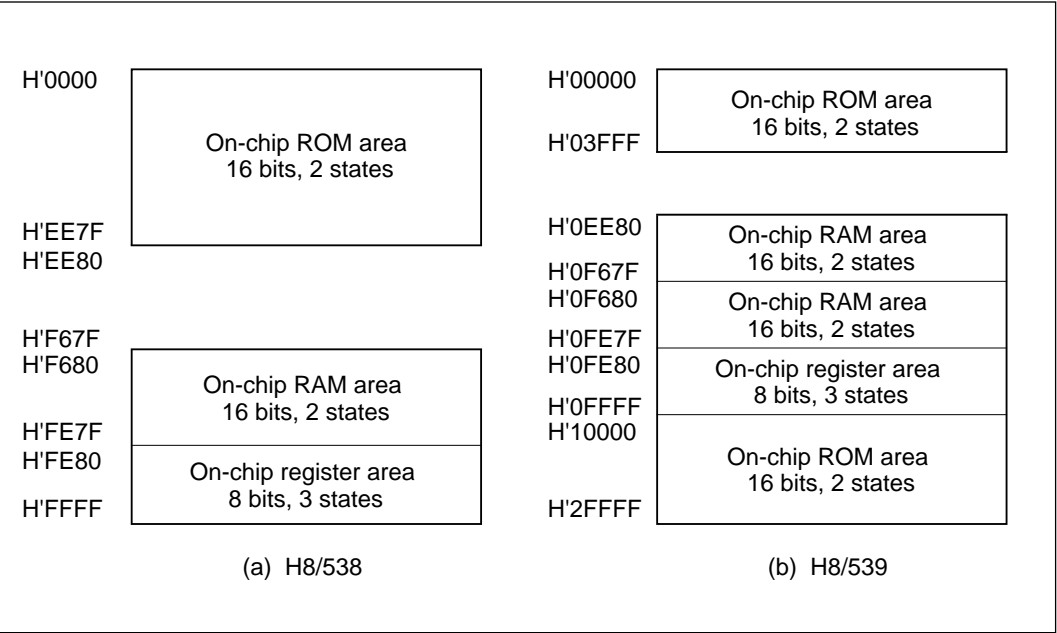 H'0000
On-chip ROM area
16 bits, 2 states
H'EE7F
H'EE80
H'F67F
H'F680
On-chip RAM area
16 bits, 2 states
H'FE7F
H'FE80
On-chip register area
8 bits, 3 states
H'FFFF
(a) H8/538
H'00000
On-chip ROM area
16 bits, 2 states
H'03FFF
H'0EE80
On-chip RAM area
16 bits, 2 states
H'0F67F
H'0F680
On-chip RAM area
16 bits, 2 states
H'0FE7F
H'0FE80
On-chip register area
8 bits, 3 states
H'0FFFF
H'10000
On-chip ROM area
16 bits, 2 states
H'2FFFF
(b) H8/539